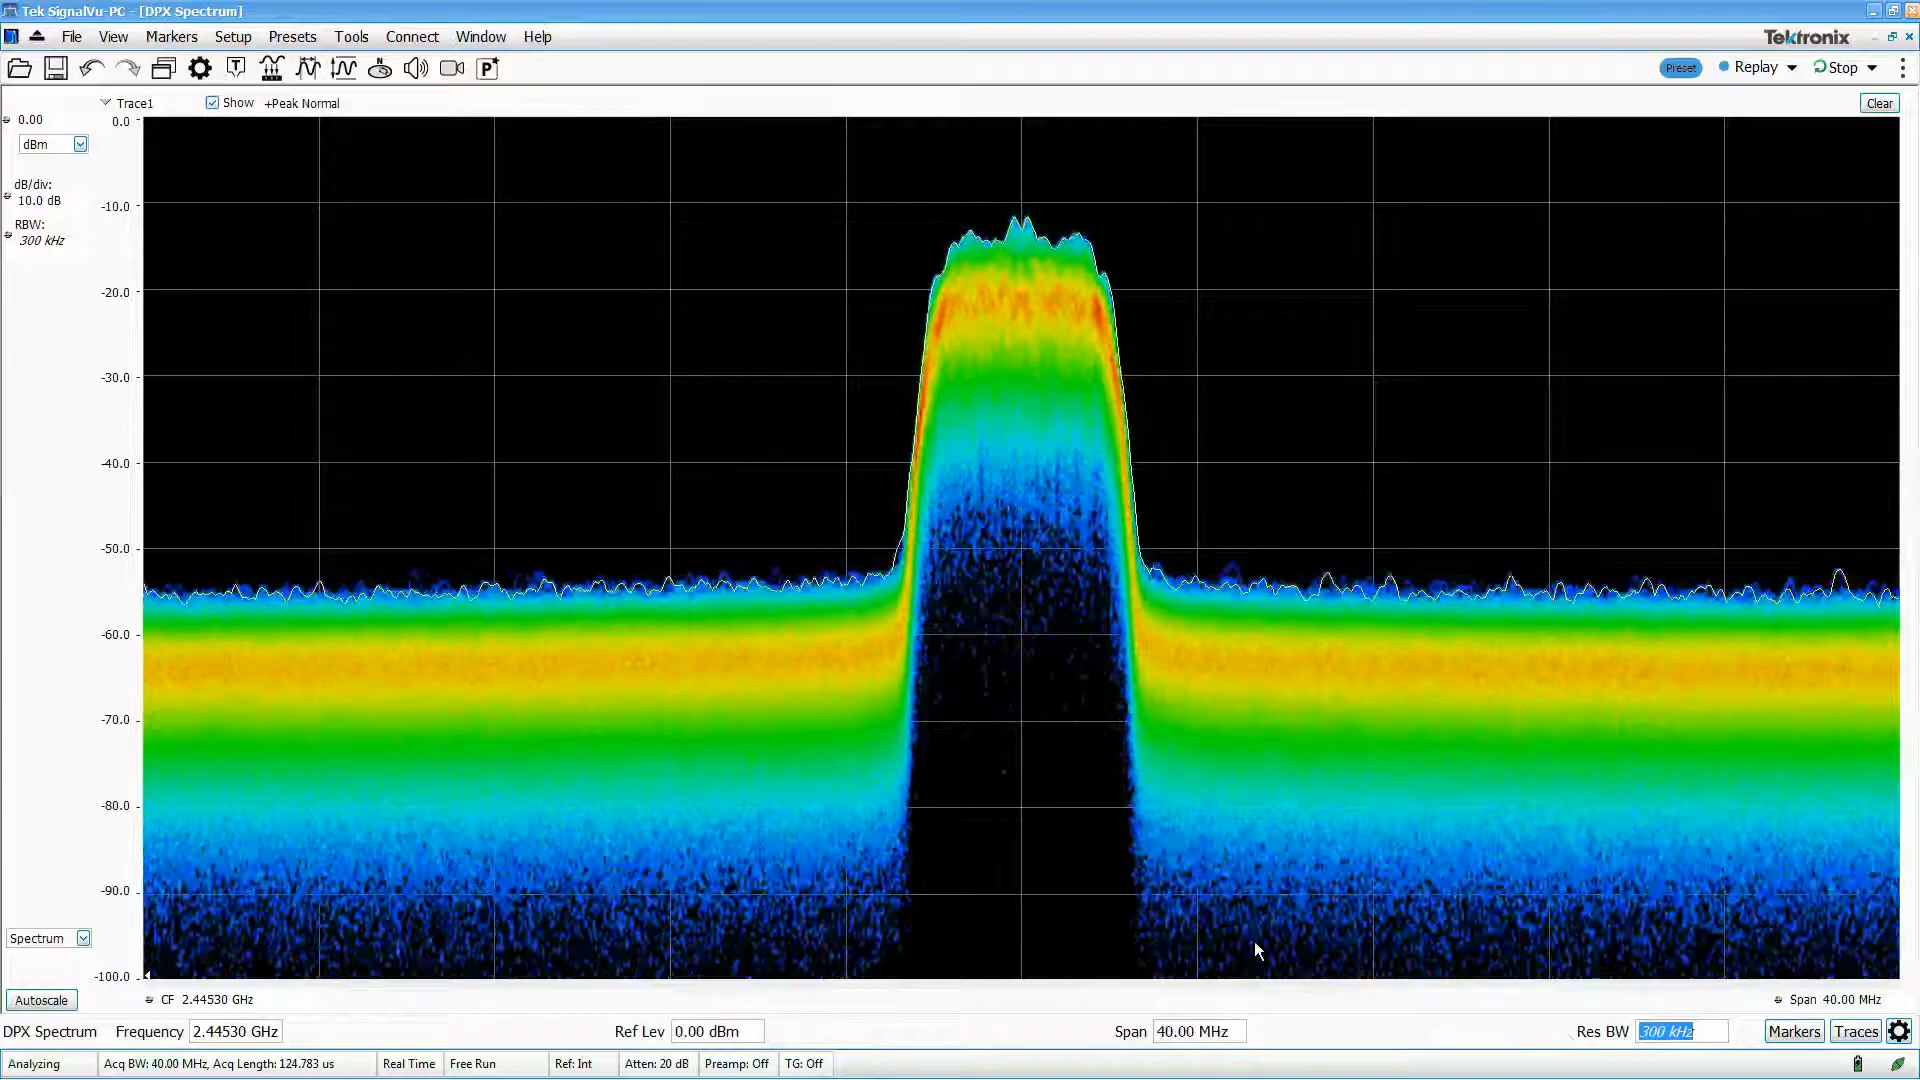 Tek SignalVu-PC - [DPX Spectrum]
File View Markers Setup Presets Tools Connect Window Help
Tektronix
Preset Replay Stop
Trace1 Show +Peak Normal
Clear
0.00
dBm
dB/div:
10.0 dB
RBW:
300 kHz
0.0
-10.0
-20.0
-30.0
-40.0
-50.0
-60.0
-70.0
-80.0
-90.0
-100.0
Spectrum
Autoscale
CF 2.44530 GHz
Span 40.00 MHz
DPX Spectrum Frequency 2.44530 GHz Ref Lev 0.00 dBm Span 40.00 MHz Res BW 300 kHz Markers Traces
Analyzing Acq BW: 40.00 MHz, Acq Length: 124.783 us Real Time Free Run Ref: Int Atten: 20 dB Preamp: Off TG: Off